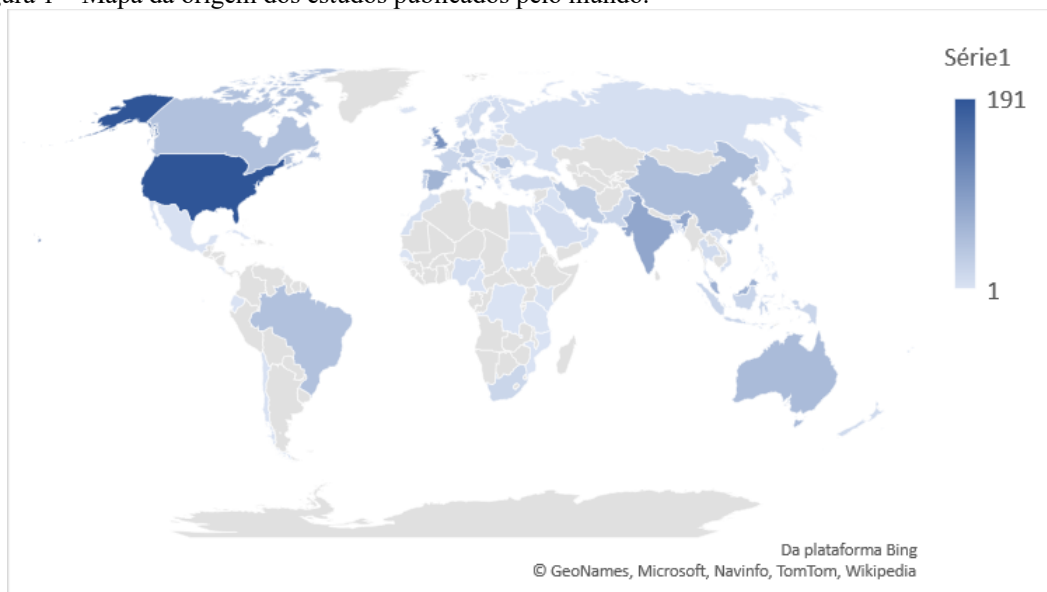 Mapa da origem dos estudos publicados pelo mundo.
Série1
191
1
Da plataforma Bing
© GeoNames, Microsoft, Navinfo, TomTom, Wikipedia